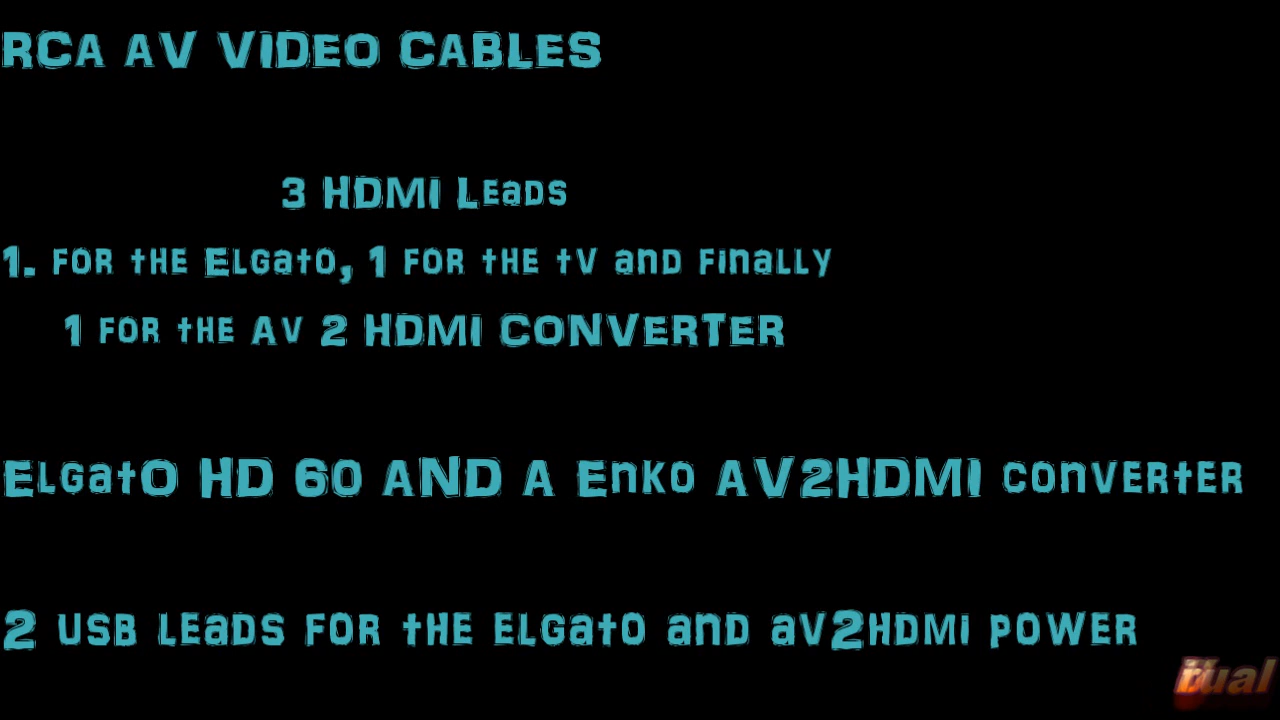 RCA AV VIDEO CABLES
3 HDMI Leads
1. for the Elgato, 1 for the tv and finally
1 for the AV 2 HDMI CONVERTER
ElgatO HD 60 AND A Enko AV2HDMI converter
2 usb leads for the elgato and av2hdmi power